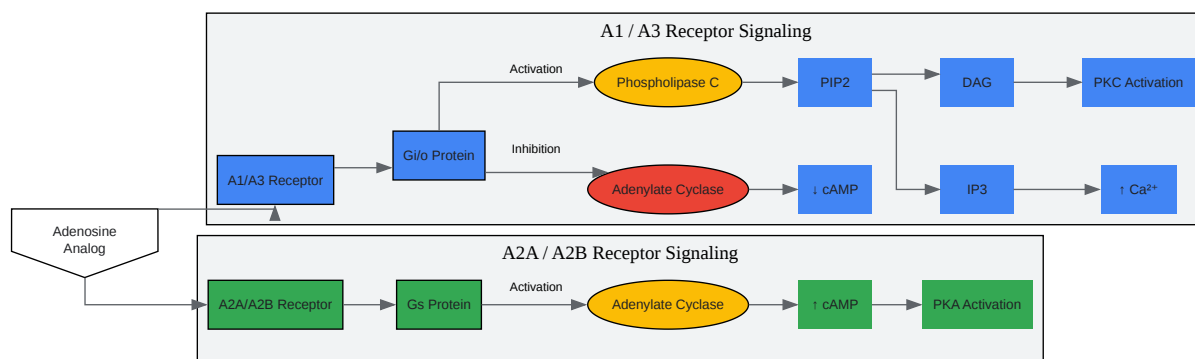 A1 / A3 Receptor Signaling
Activation
Phospholipase C
PIP2
DAG
PKC Activation
Gi/o Protein
Inhibition
A1/A3 Receptor
Adenylate Cyclase
↓ cAMP
IP3
↑ Ca²⁺
Adenosine
Analog
A2A / A2B Receptor Signaling
A2A/A2B Receptor
Gs Protein
Activation
Adenylate Cyclase
↑ cAMP
PKA Activation